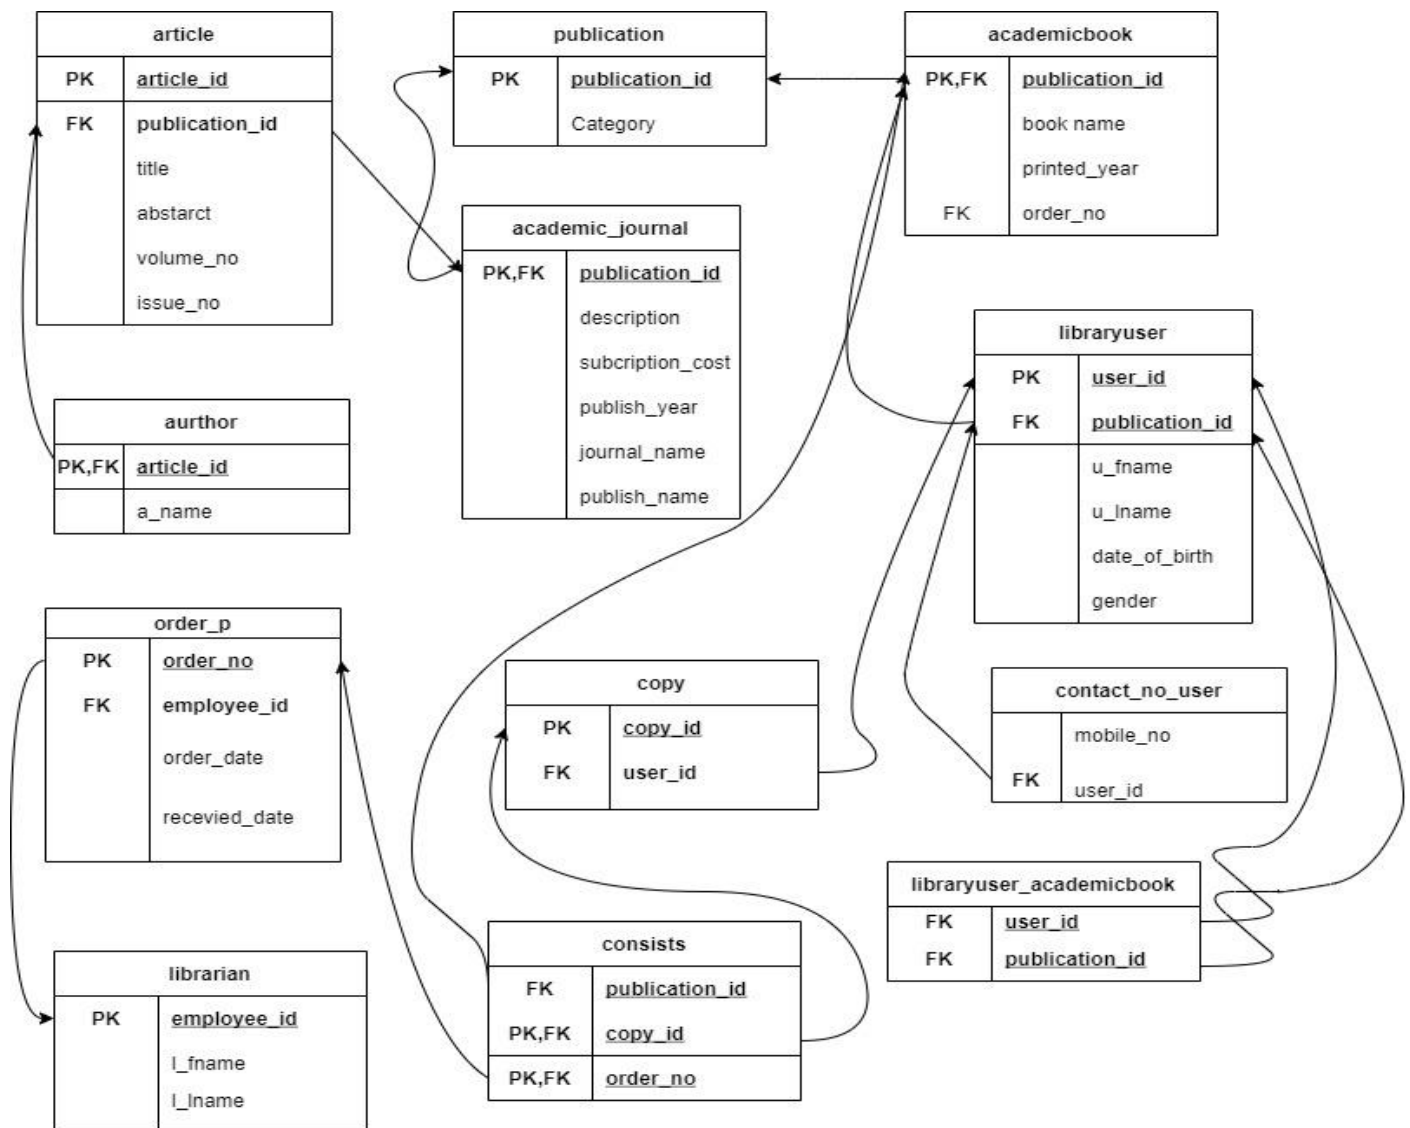 article
PK article_id
FK publication_id
title
abstarct
volume_no
issue_no
publication
PK publication_id
Category
academicbook
PK,FK publication_id
book name
printed_year
FK order_no
academic_journal
PK,FK publication_id
description
subcription_cost
publish_year
journal_name
publish_name
libraryuser
PK user_id
FK publication_id
u_fname
u_lname
date_of_birth
gender
aurthor
PK,FK article_id
a_name
order_p
PK order_no
FK employee_id
order_date
recevied_date
copy
PK copy_id
FK user_id
contact_no_user
mobile_no
FK user_id
libraryuser_academicbook
FK user_id
FK publication_id
consists
FK publication_id
PK,FK copy_id
PK,FK order_no
librarian
PK employee_id
l_fname
l_lname